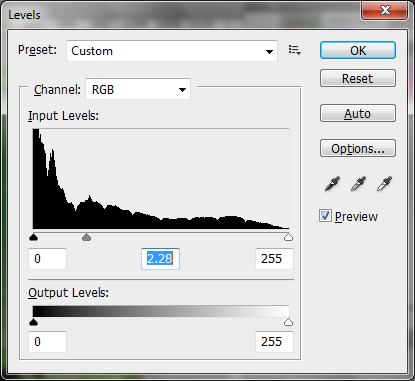 Levels
Preset: Custom
OK
Reset
Channel: RGB
Auto
Input Levels:
Options...
Preview
0 2.28 255
Output Levels:
0 255